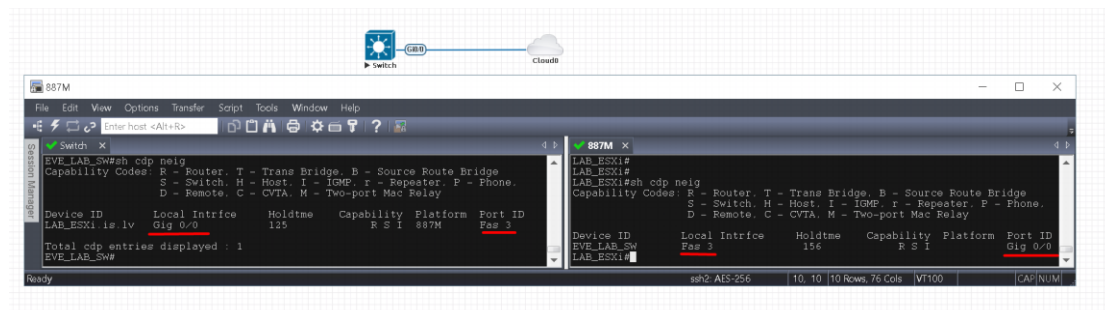 Gi0/0
Switch
Cloud0
887M
File Edit View Options Transfer Script Tools Window Help
Enter host <Alt+R>
Session Manager
Switch
EVE_LAB_SW#sh cdp neig
Capability Codes: R - Router, T - Trans Bridge, B - Source Route Bri
S - Switch, H - Host, I - IGMP, r - Repeater, P - Phone,
D - Remote, C - CVTA, M - Two-port Mac Relay
Device ID Local Intrfce Holdtme Capability Platform Port ID
LAB_ESXi.is.lv Gig 0/0 125 R S I 887M Fas 3
Total cdp entries displayed : 1
EVE_LAB_SW#
887M
LAB_ESXi#
LAB_ESXi#
LAB_ESXi#sh cdp neig
Capability Codes: R - Router, T - Trans Bridge, B - Source Route Bridge
S - Switch, H - Host, I - IGMP, r - Repeater, P - Phone,
D - Remote, C - CVTA, M - Two-port Mac Relay
Device ID Local Intrfce Holdtme Capability Platform Port ID
EVE_LAB_SW Fas 3 156 R S I Gig 0/0
LAB_ESXi#
Ready ssh2: AES-256 10, 10 10 Rows, 76 Cols VT100 CAP NUM